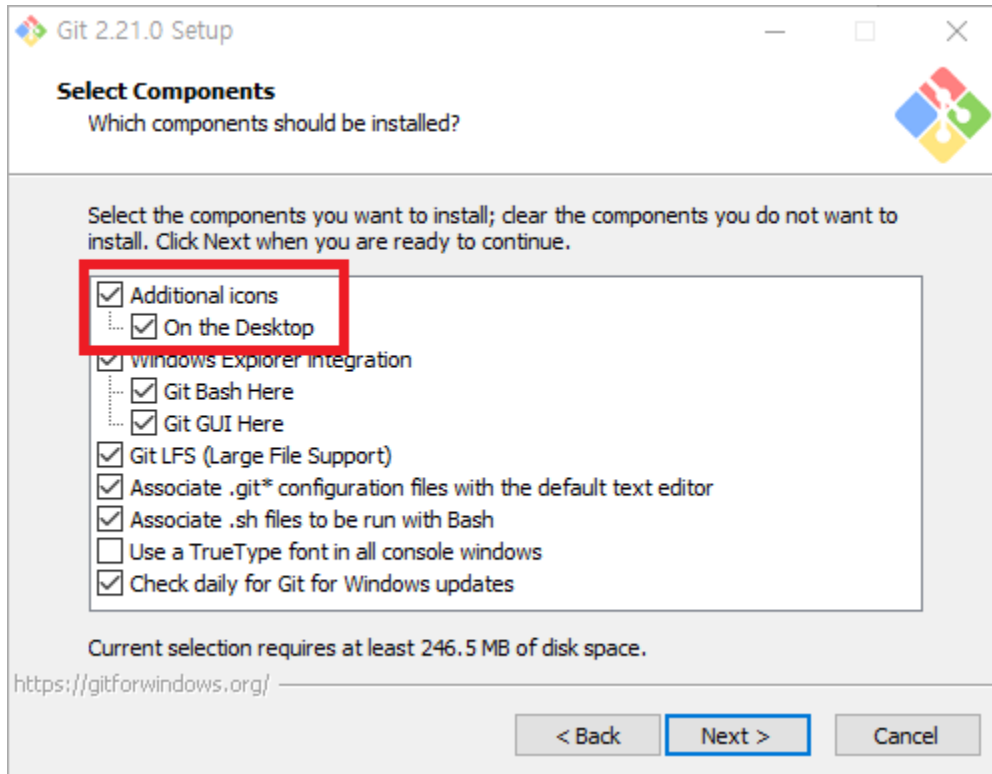 Git 2.21.0 Setup
Select Components
Which components should be installed?
Select the components you want to install; clear the components you do not want to
install. Click Next when you are ready to continue.
Additional icons
On the Desktop
Windows Explorer integration
Git Bash Here
Git GUI Here
Git LFS (Large File Support)
Associate .git* configuration files with the default text editor
Associate .sh files to be run with Bash
Use a TrueType font in all console windows
Check daily for Git for Windows updates
Current selection requires at least 246.5 MB of disk space.
https://gitforwindows.org/
< Back
Next >
Cancel